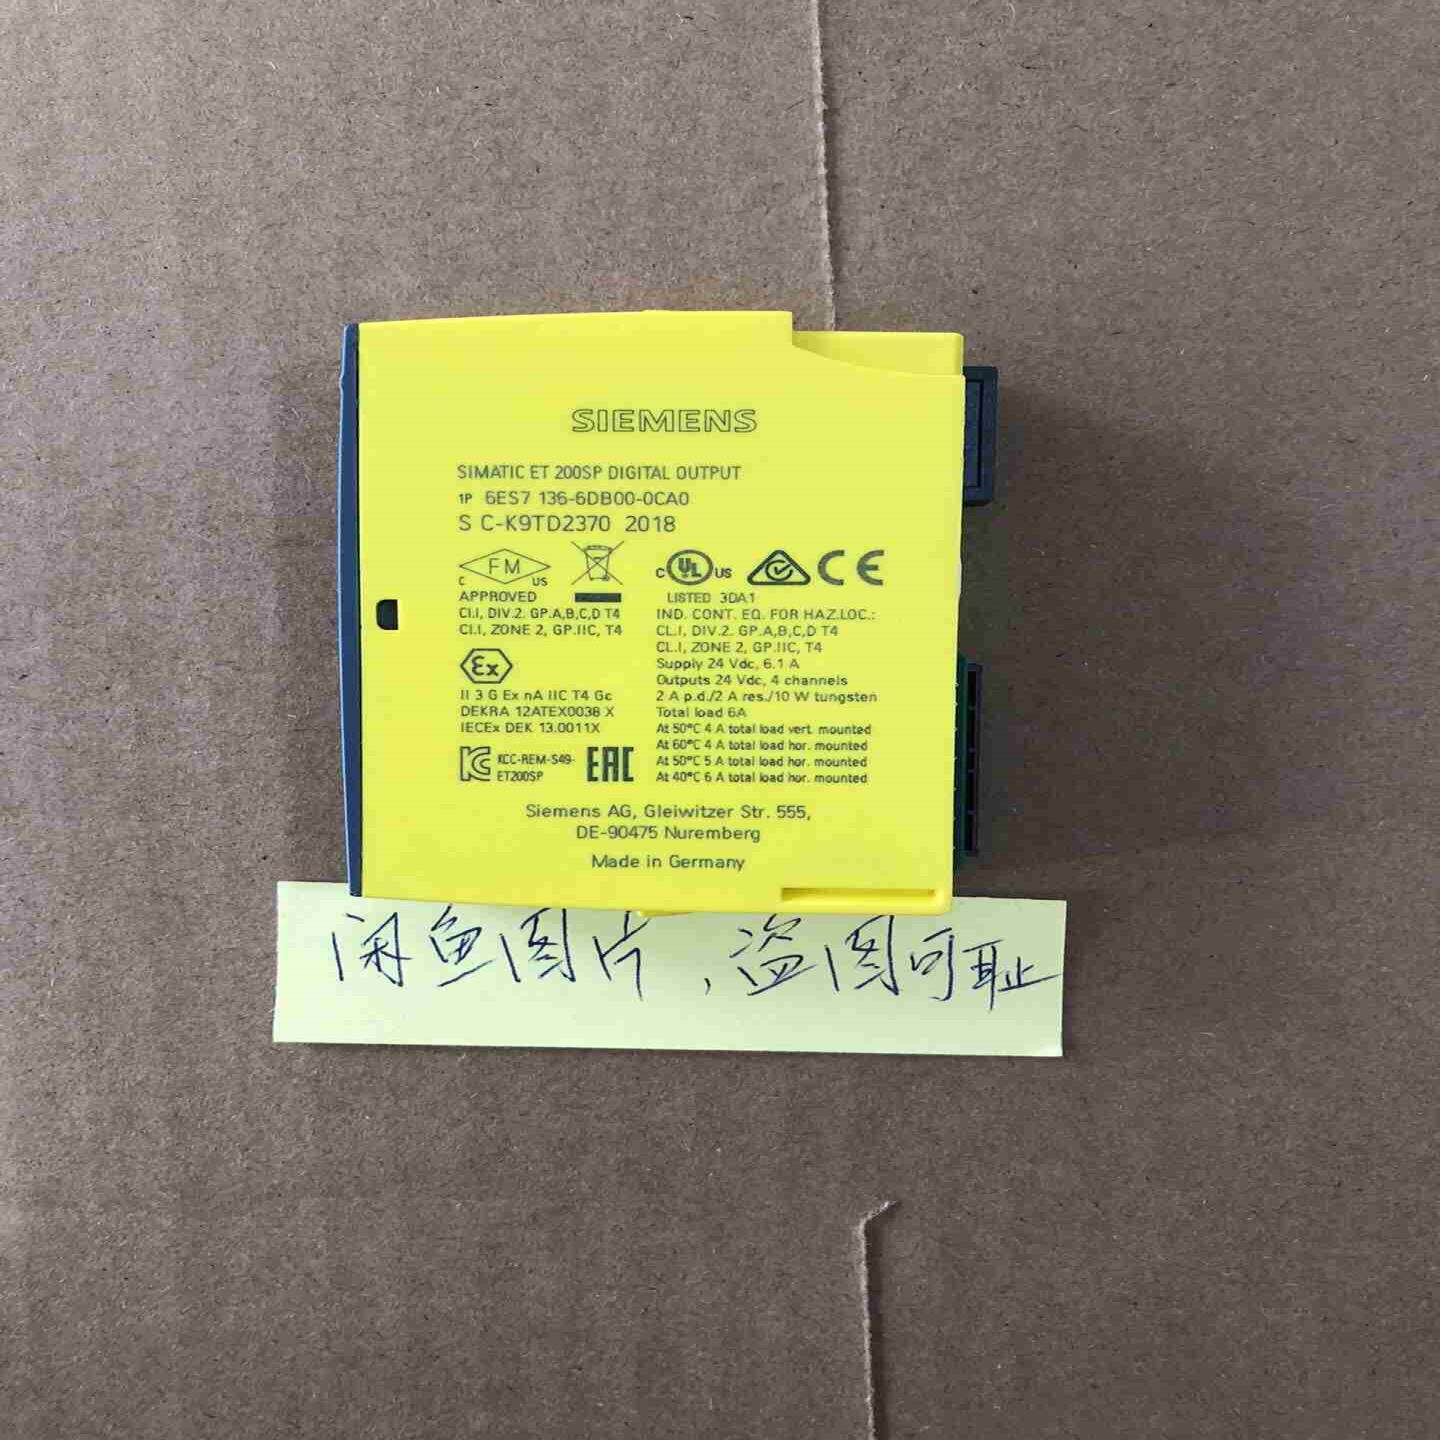 SIEMENS
SIMATIC ET 200SP DIGITAL OUTPUT
1P 6ES7 136-6DB00-0CA0
S C-K9TD2370 2018
FM
C US
APPROVED
CI.I, DIV.2. GP.A,B,C,D T4
CI.I, ZONE 2, GP.IIC, T4
Ex
II 3 G Ex nA IIC T4 Gc
DEKRA 12ATEX0038 X
IECEx DEK 13.0011X
KCC-REM-S49-
ET200SP
EAC
C UL US CE
LISTED 3DA1
IND. CONT. EQ. FOR HAZ.LOC.:
CL.I, DIV.2. GP.A,B,C,D T4
CL.I, ZONE 2, GP.IIC, T4
Supply 24 Vdc, 6.1 A
Outputs 24 Vdc, 4 channels
2 A p.d./2 A res./10 W tungsten
Total load 6A
At 50°C 4 A total load vert. mounted
At 60°C 4 A total load hor. mounted
At 50°C 5 A total load hor. mounted
At 40°C 6 A total load hor. mounted
Siemens AG, Gleiwitzer Str. 555,
DE-90475 Nuremberg
Made in Germany
闲鱼图片，盗图可耻